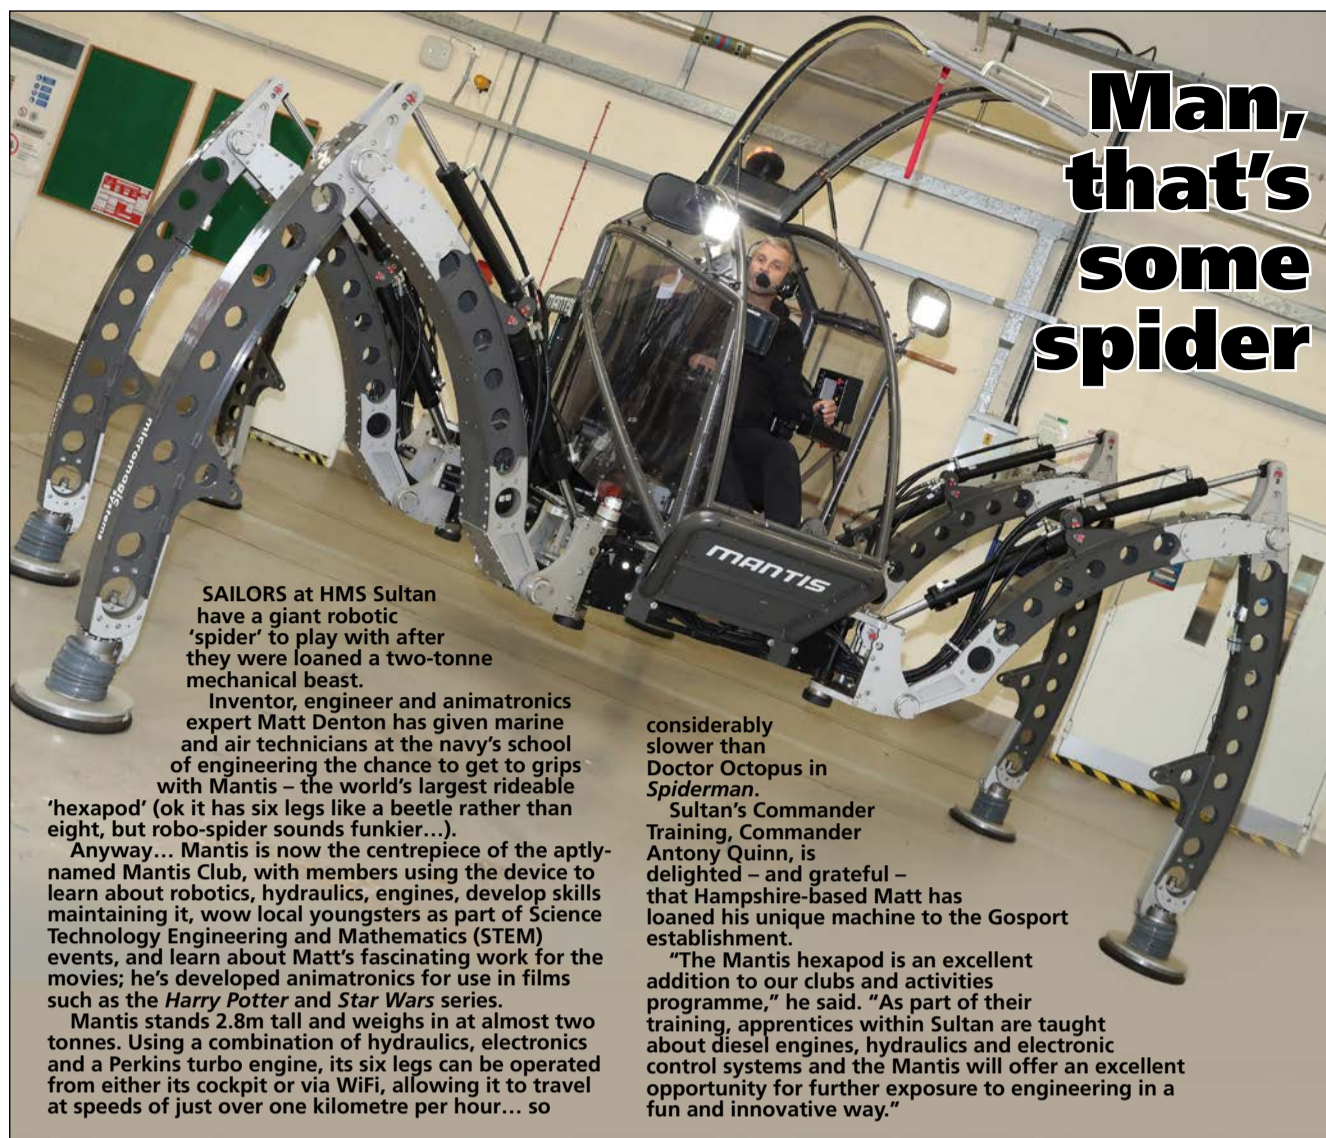 Man,
that's
some
spider
MANTIS
micromagic
systems
SAILORS at HMS Sultan
have a giant robotic
‘spider’ to play with after
they were loaned a two-tonne
mechanical beast.
Inventor, engineer and animatronics
expert Matt Denton has given marine
and air technicians at the navy’s school
of engineering the chance to get to grips
with Mantis – the world’s largest rideable
‘hexapod’ (ok it has six legs like a beetle rather than
eight, but robo-spider sounds funkier…).
Anyway… Mantis is now the centrepiece of the aptly-
named Mantis Club, with members using the device to
learn about robotics, hydraulics, engines, develop skills
maintaining it, wow local youngsters as part of Science
Technology Engineering and Mathematics (STEM)
events, and learn about Matt’s fascinating work for the
movies; he’s developed animatronics for use in films
such as the Harry Potter and Star Wars series.
Mantis stands 2.8m tall and weighs in at almost two
tonnes. Using a combination of hydraulics, electronics
and a Perkins turbo engine, its six legs can be operated
from either its cockpit or via WiFi, allowing it to travel
at speeds of just over one kilometre per hour… so
considerably
slower than
Doctor Octopus in
Spiderman.
Sultan’s Commander
Training, Commander
Antony Quinn, is
delighted – and grateful –
that Hampshire-based Matt has
loaned his unique machine to the Gosport
establishment.
“The Mantis hexapod is an excellent
addition to our clubs and activities
programme,” he said. “As part of their
training, apprentices within Sultan are taught
about diesel engines, hydraulics and electronic
control systems and the Mantis will offer an excellent
opportunity for further exposure to engineering in a
fun and innovative way.”